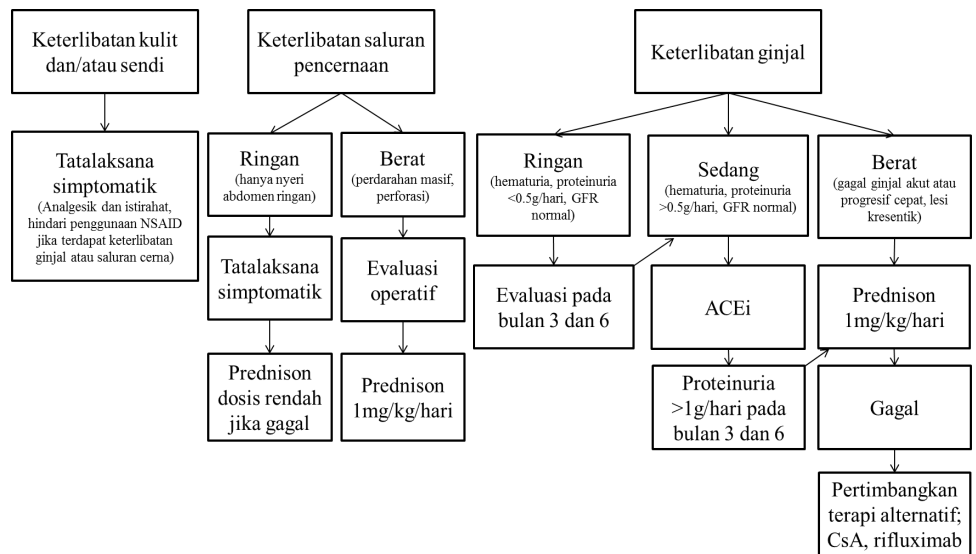 Keterlibatan kulit
dan/atau sendi
Tatalaksana
simptomatik
(Analgesik dan istirahat,
hindari penggunaan NSAID
jika terdapat keterlibatan
ginjal atau saluran cerna)
Keterlibatan saluran
pencernaan
Ringan
(hanya nyeri
abdomen ringan)
Tatalaksana
simptomatik
Prednison
dosis rendah
jika gagal
Berat
(perdarahan masif,
perforasi)
Evaluasi
operatif
Prednison
1mg/kg/hari
Keterlibatan ginjal
Ringan
(hematuria, proteinuria
<0.5g/hari, GFR
normal)
Evaluasi pada
bulan 3 dan 6
Sedang
(hematuria, proteinuria
>0.5g/hari, GFR normal)
ACEi
Proteinuria
>1g/hari pada
bulan 3 dan 6
Berat
(gagal ginjal akut atau
progresif cepat, lesi
kresentik)
Prednison
1mg/kg/hari
Gagal
Pertimbangkan
terapi alternatif;
CsA, rifluximab